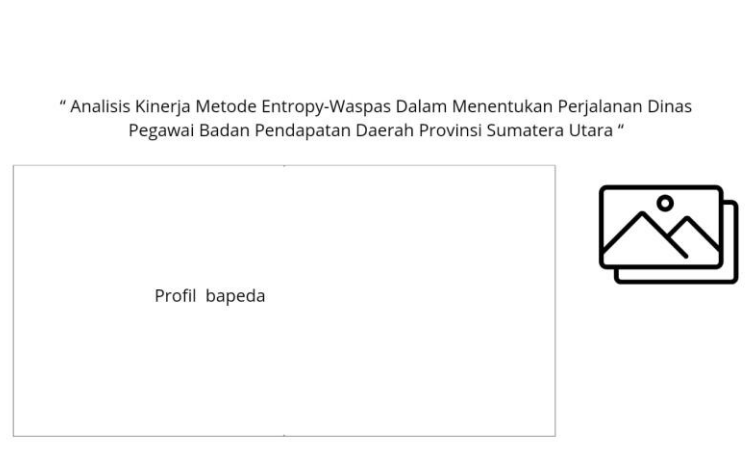 “ Analisis Kinerja Metode Entropy-Waspas Dalam Menentukan Perjalanan Dinas
Pegawai Badan Pendapatan Daerah Provinsi Sumatera Utara “
Profil bapeda